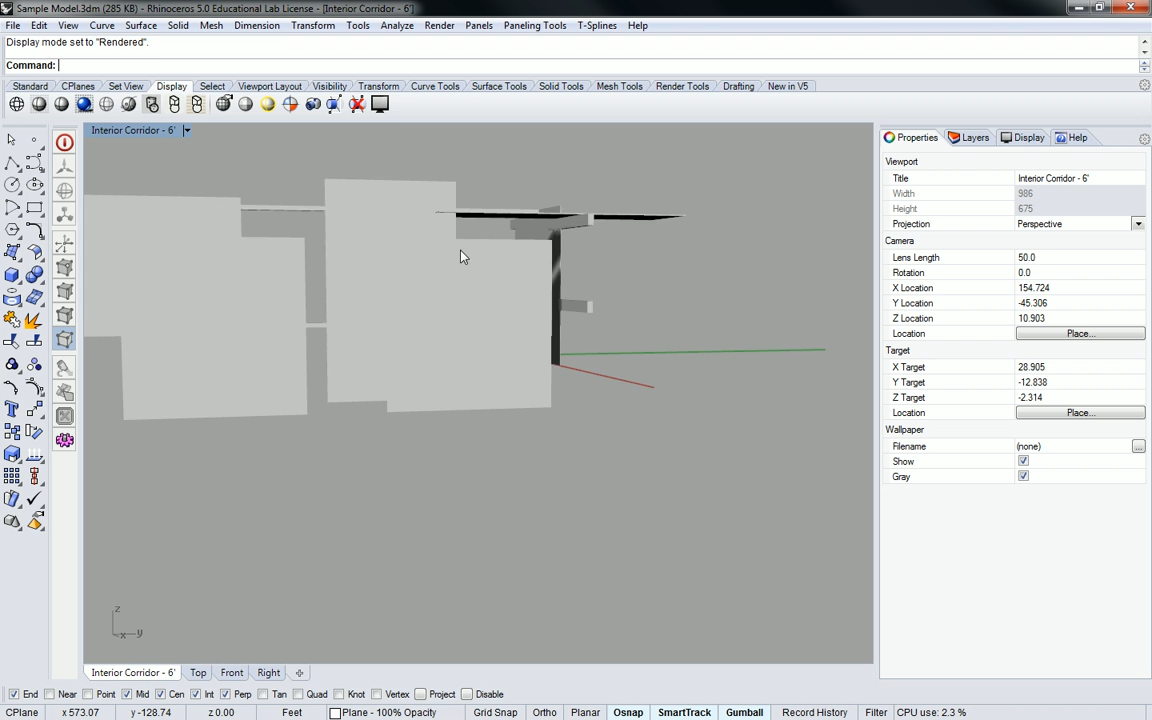 Sample Model.3dm (285 KB) - Rhinoceros 5.0 Educational Lab License - [Interior Corridor - 6']
File Edit View Curve Surface Solid Mesh Dimension Transform Tools Analyze Render Panels Paneling Tools T-Splines Help
Display mode set to "Rendered".
Command:
Standard CPlanes Set View Display Select Viewport Layout Visibility Transform Curve Tools Surface Tools Solid Tools Mesh Tools Render Tools Drafting New in V5
Interior Corridor - 6'
Properties Layers Display Help
Viewport
Title Interior Corridor - 6'
Width 986
Height 675
Projection Perspective
Camera
Lens Length 50.0
Rotation 0.0
X Location 154.724
Y Location -45.306
Z Location 10.903
Location Place...
Target
X Target 28.905
Y Target -12.838
Z Target -2.314
Location Place...
Wallpaper
Filename (none) ...
Show
Gray
z
x y
Interior Corridor - 6' Top Front Right
End Near Point Mid Cen Int Perp Tan Quad Knot Vertex Project Disable
CPlane x 573.07 y -128.74 z 0.00 Feet Plane - 100% Opacity Grid Snap Ortho Planar Osnap SmartTrack Gumball Record History Filter CPU use: 2.3 %